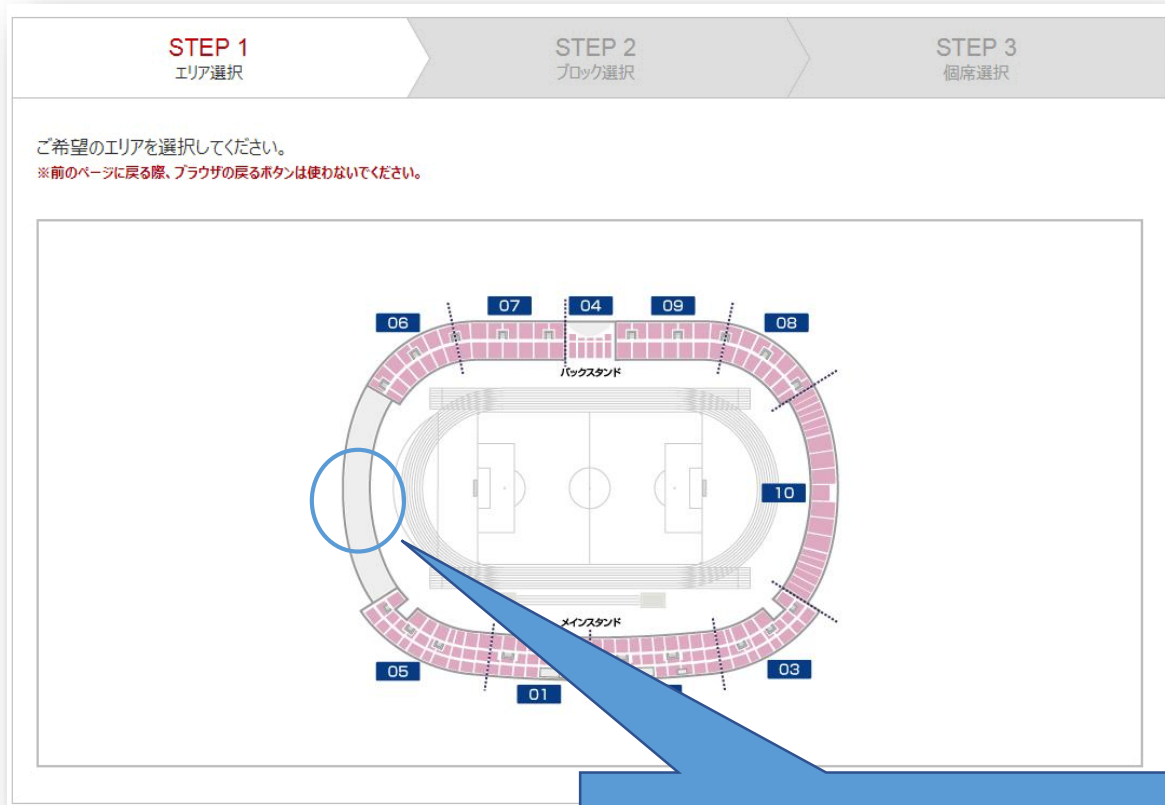 STEP 1
エリア選択
STEP 2
ブロック選択
STEP 3
個席選択
ご希望のエリアを選択してください。
※前のページに戻る際、ブラウザの戻るボタンは使わないでください。
07 04 09
06 08
バックスタンド
10
メインスタンド
05 03
01